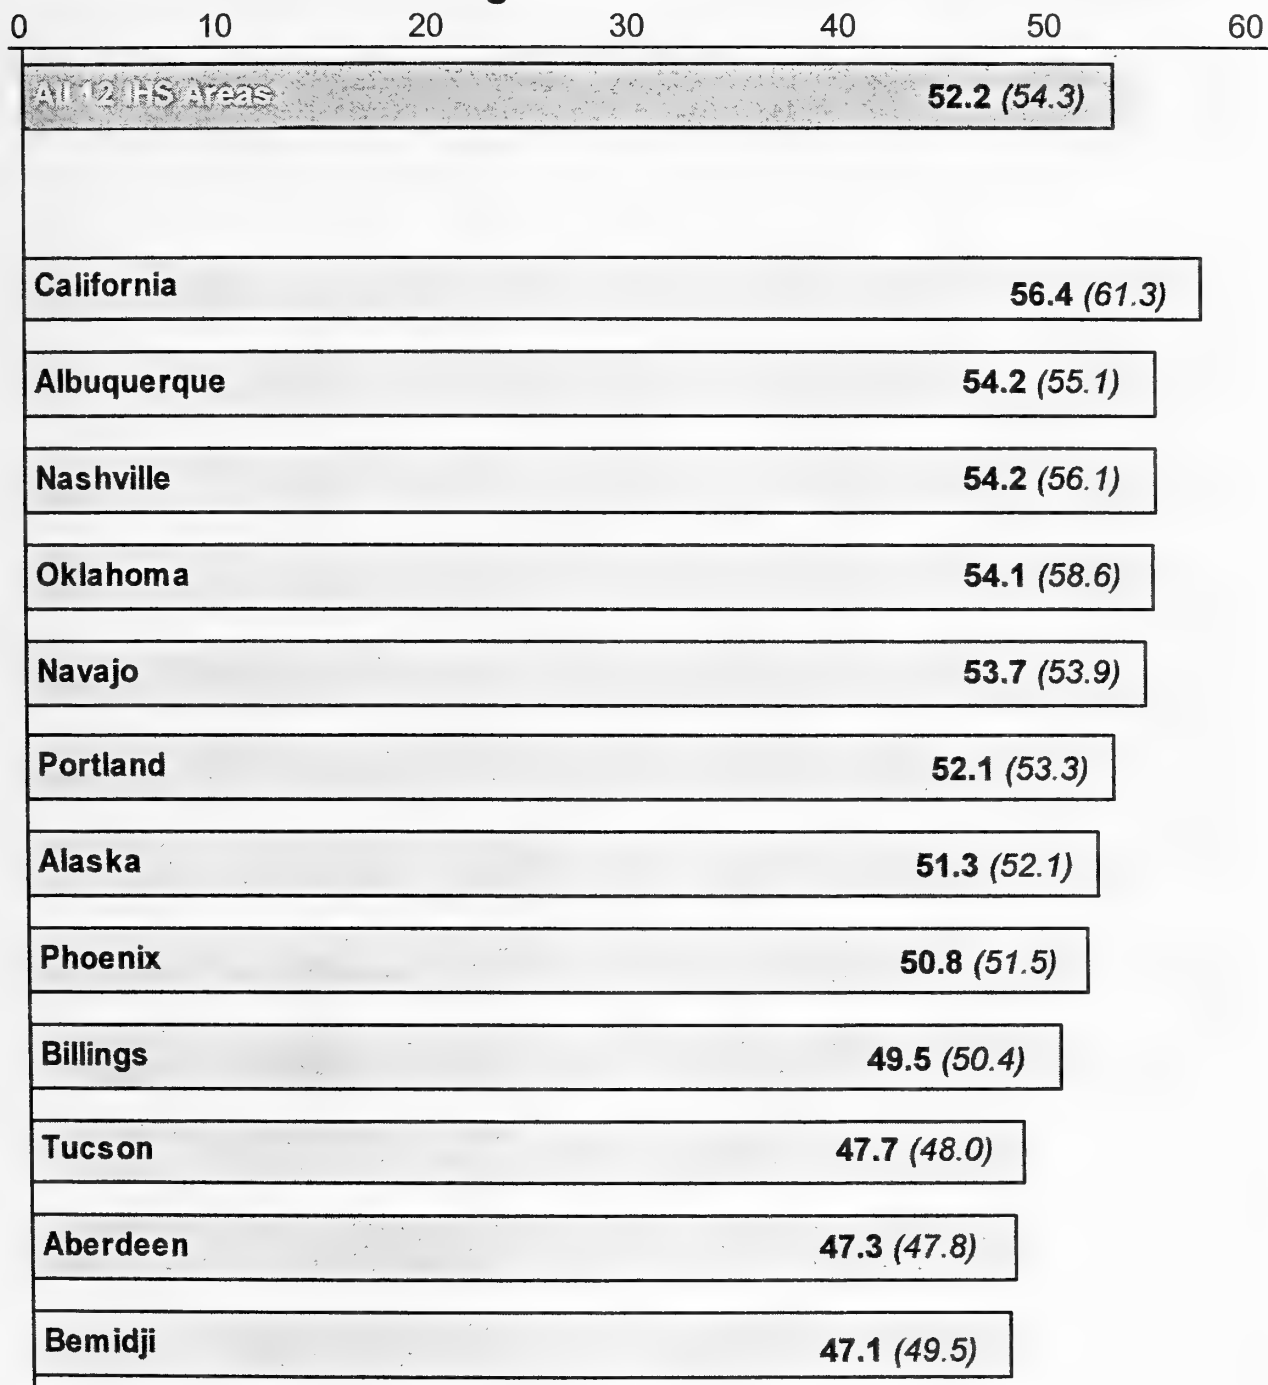 0 10 20 30 40 50 60
All 12 IHS Areas 52.2 (54.3)
California 56.4 (61.3)
Albuquerque 54.2 (55.1)
Nashville 54.2 (56.1)
Oklahoma 54.1 (58.6)
Navajo 53.7 (53.9)
Portland 52.1 (53.3)
Alaska 51.3 (52.1)
Phoenix 50.8 (51.5)
Billings 49.5 (50.4)
Tucson 47.7 (48.0)
Aberdeen 47.3 (47.8)
Bemidji 47.1 (49.5)